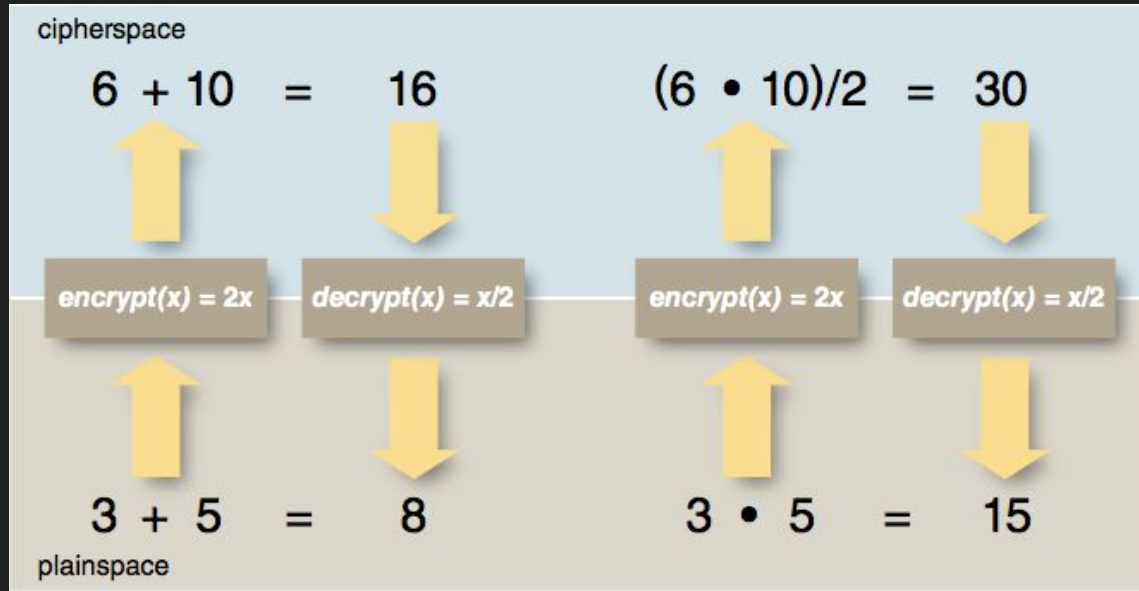 cipherspace
6 + 10 = 16
(6 • 10)/2 = 30
encrypt(x) = 2x
decrypt(x) = x/2
encrypt(x) = 2x
decrypt(x) = x/2
3 + 5 = 8
3 • 5 = 15
plainspace